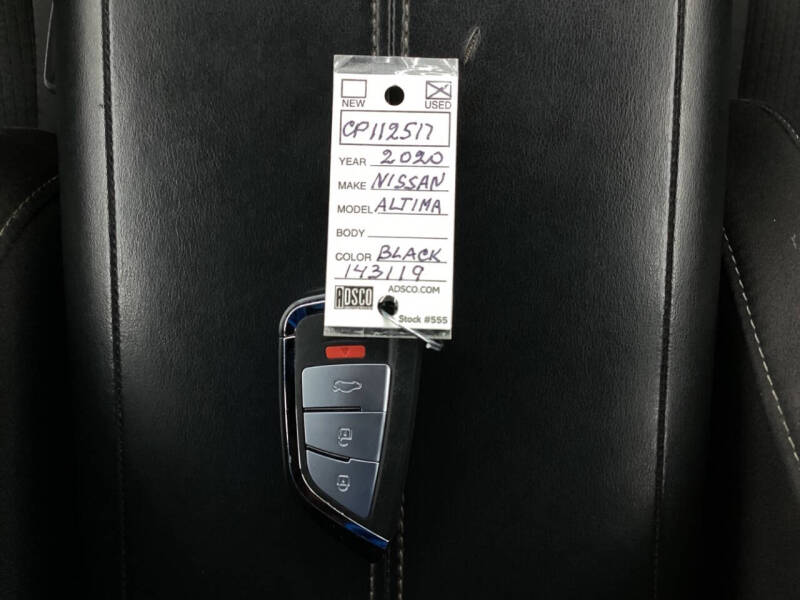 NEW USED
CP112517
YEAR 2020
MAKE NISSAN
MODEL ALTIMA
BODY
COLOR BLACK
143119
ADSCO ADSCO.COM
Stock #555